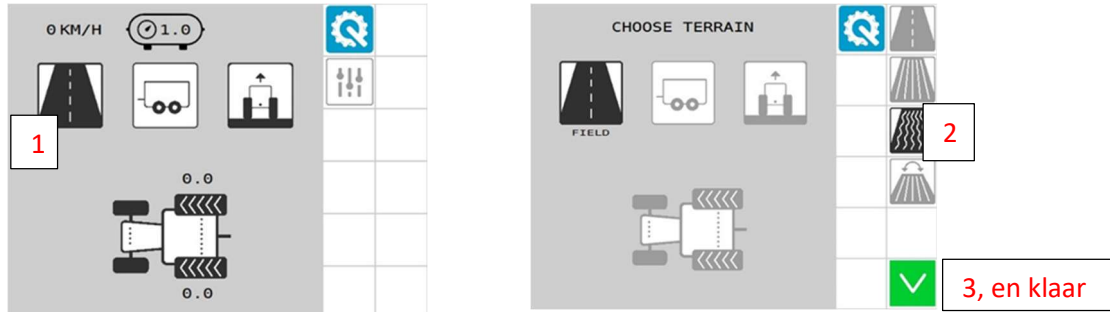 0 KM/H
1.0
1
0.0
0.0
CHOOSE TERRAIN
FIELD
2
3, en klaar